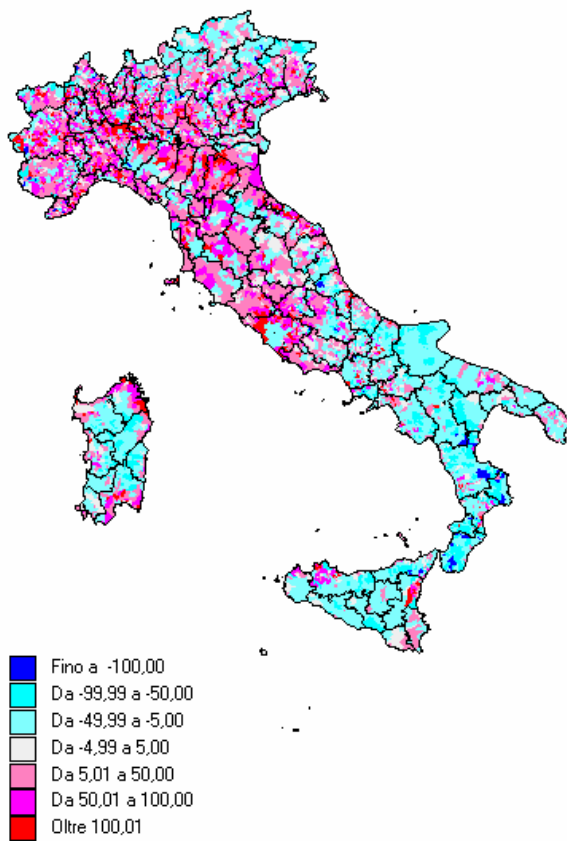 Fino a -100,00
Da -99,99 a -50,00
Da -49,99 a -5,00
Da -4,99 a 5,00
Da 5,01 a 50,00
Da 50,01 a 100,00
Oltre 100,01